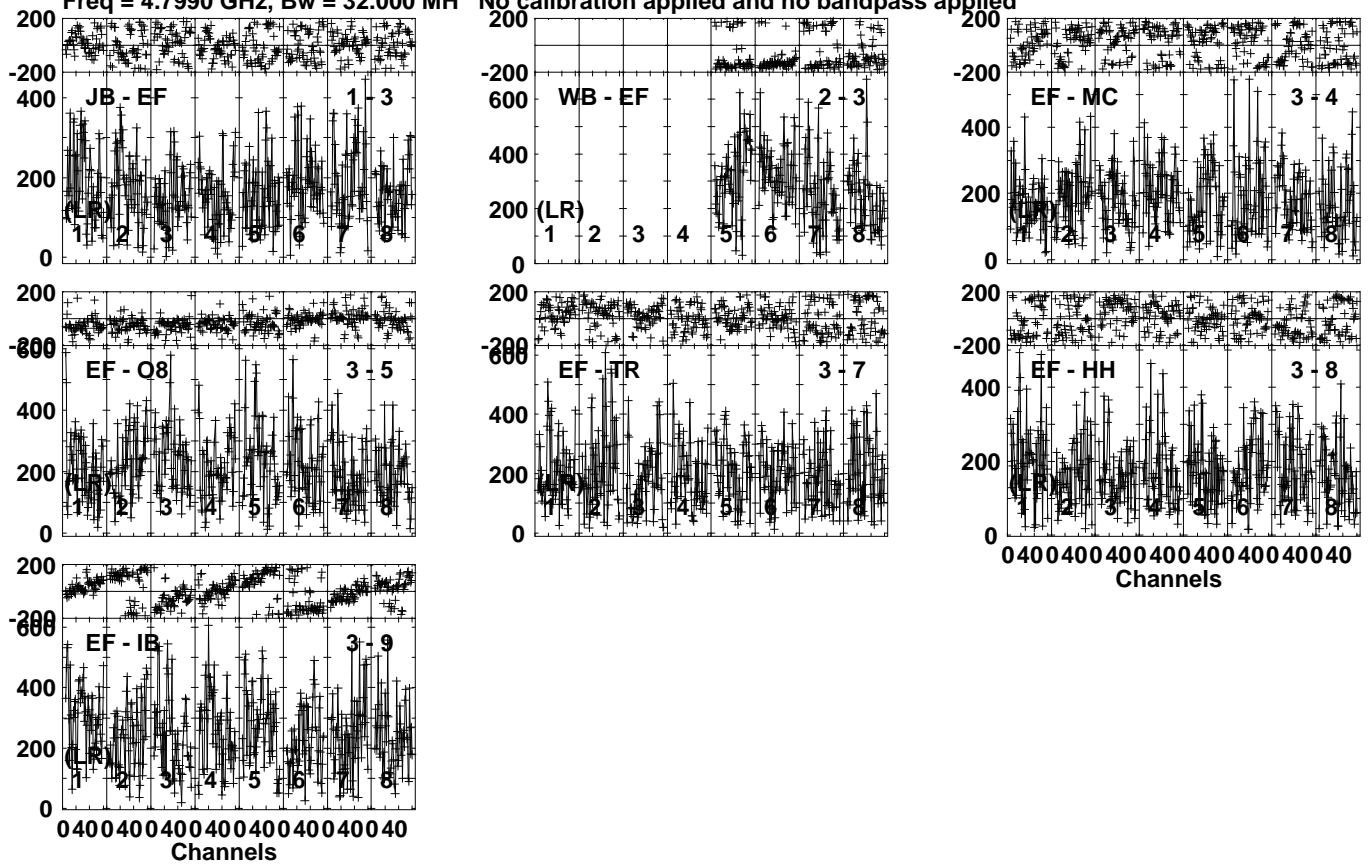 Freq = 4.7990 GHz, Bw = 32.000 MH No calibration applied and no bandpass applied
200
-200
JB - EF 1 - 3
400
200
0
(LR)
1 2 3 4 5 6 7 8
200
-200
WB - EF 2 - 3
600
400
200
0
(LR)
1 2 3 4 5 6 7 8
200
-200
EF - MC 3 - 4
400
200
0
(LR)
1 2 3 4 5 6 7 8
200
-200
600
EF - O8 3 - 5
400
200
0
(LR)
1 2 3 4 5 6 7 8
200
-200
600
EF - TR 3 - 7
400
200
0
(LR)
1 2 3 4 5 6 7 8
200
-200
EF - HH 3 - 8
400
200
0
(LR)
1 2 3 4 5 6 7 8
0 40 0 40 0 40 0 40 0 40 0 40 0 40 0 40
Channels
200
-200
600
EF - IB 3 - 9
400
200
0
(LR)
1 2 3 4 5 6 7 8
0 40 0 40 0 40 0 40 0 40 0 40 0 40 0 40
Channels